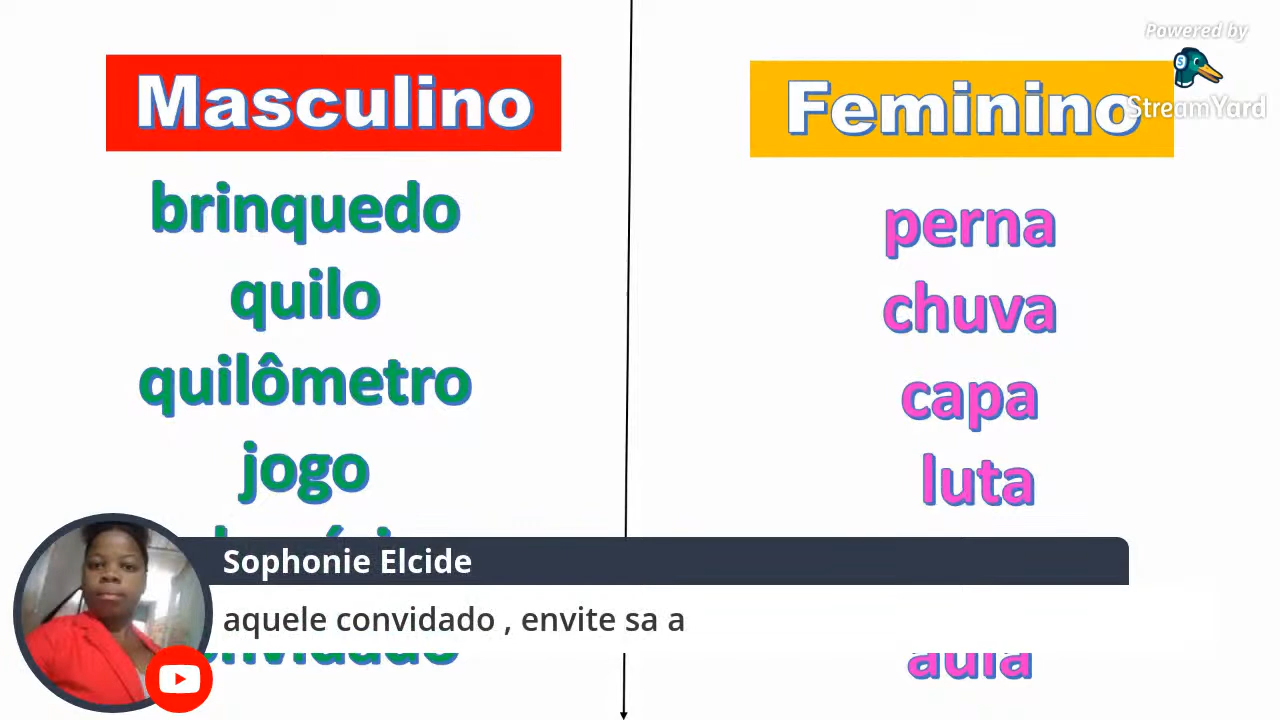 Powered by
StreamYard
Masculino
Feminino
brinquedo
quilo
quilômetro
jogo
perna
chuva
capa
luta
Sophonie Elcide
aquele convidado , envite sa a
convidado
aula